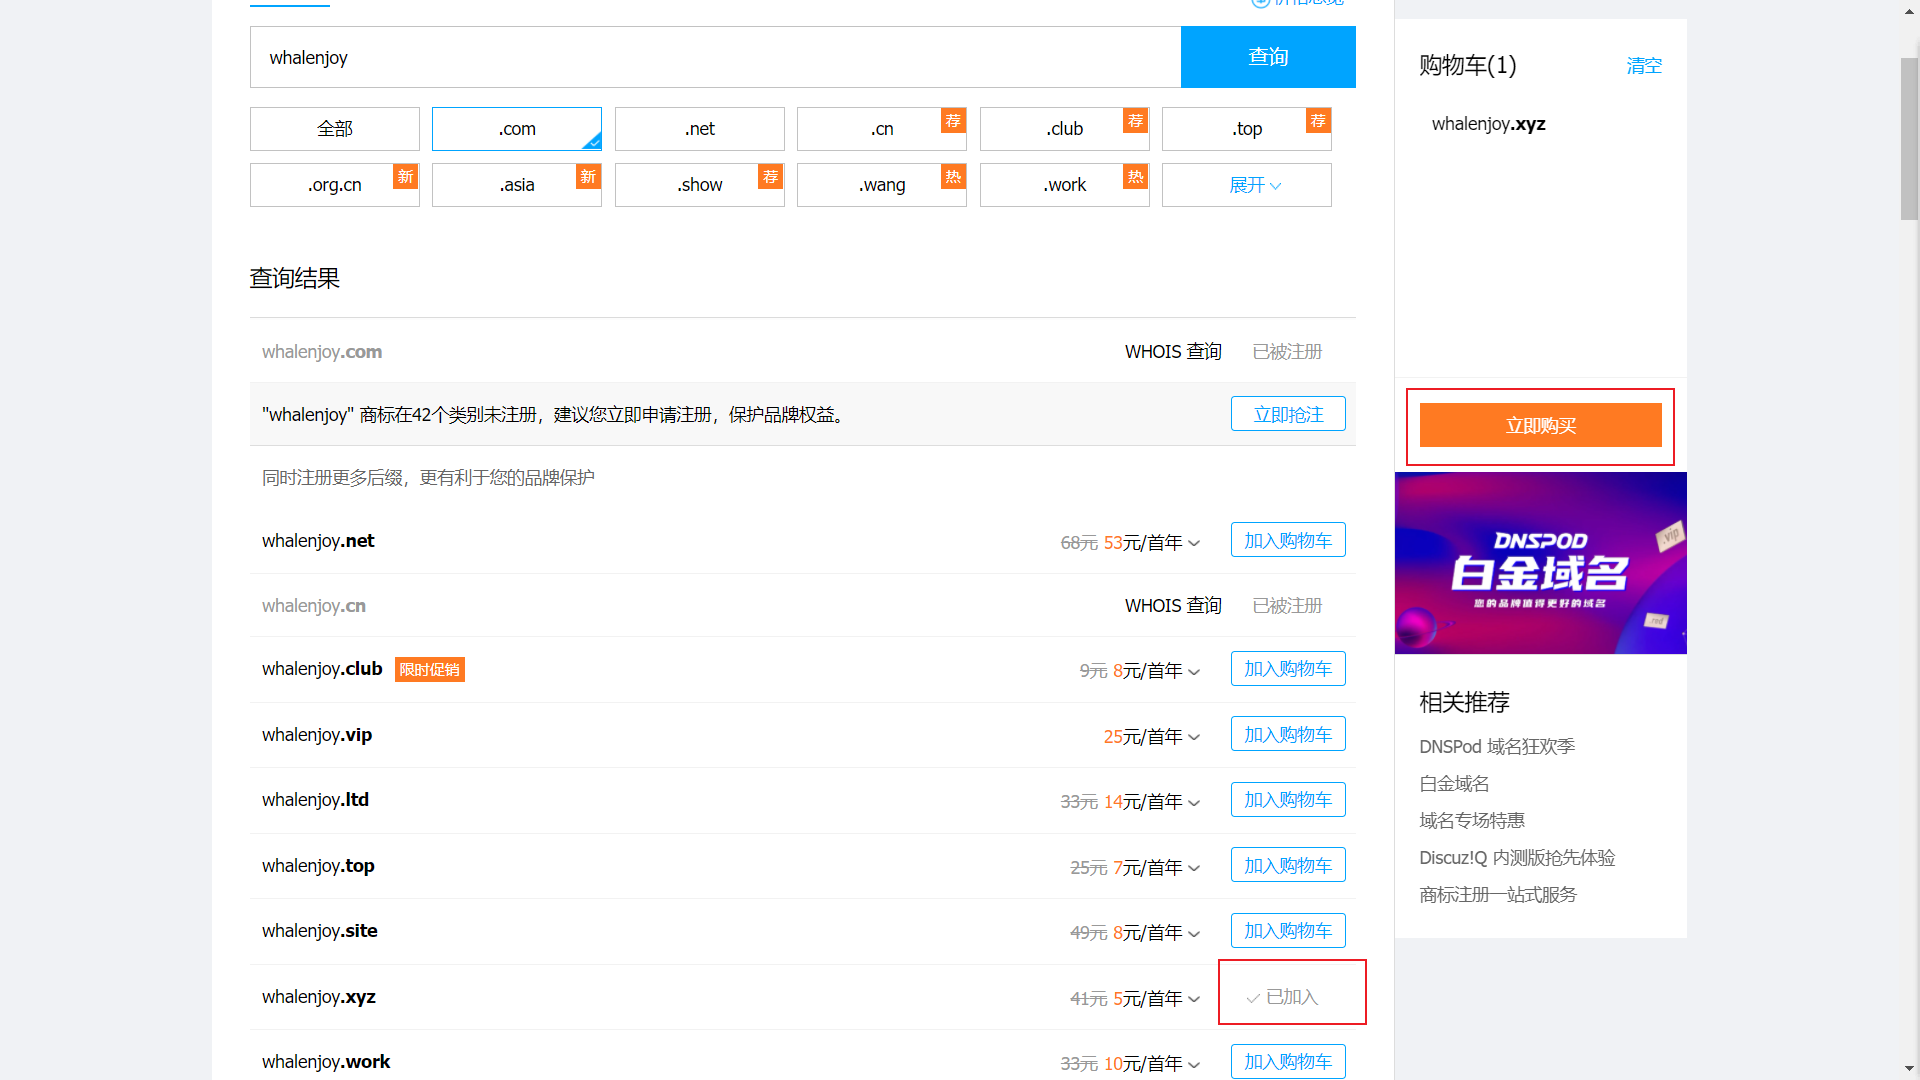 whalenjoy
查询
全部
.com
.net
.cn 荐
.club 荐
.top 荐
.org.cn 新
.asia 新
.show 荐
.wang 热
.work 热
展开
查询结果
whalenjoy.com WHOIS 查询 已被注册
"whalenjoy" 商标在42个类别未注册，建议您立即申请注册，保护品牌权益。 立即抢注
同时注册更多后缀，更有利于您的品牌保护
whalenjoy.net 68元 53元/首年 加入购物车
whalenjoy.cn WHOIS 查询 已被注册
whalenjoy.club 限时促销 9元 8元/首年 加入购物车
whalenjoy.vip 25元/首年 加入购物车
whalenjoy.ltd 33元 14元/首年 加入购物车
whalenjoy.top 25元 7元/首年 加入购物车
whalenjoy.site 49元 8元/首年 加入购物车
whalenjoy.xyz 41元 5元/首年 已加入
whalenjoy.work 33元 10元/首年 加入购物车
购物车(1) 清空
whalenjoy.xyz
立即购买
DNSPOD
白金域名
您的品牌值得更好的域名
.vip
red
相关推荐
DNSPod 域名狂欢季
白金域名
域名专场特惠
Discuz!Q 内测版抢先体验
商标注册一站式服务